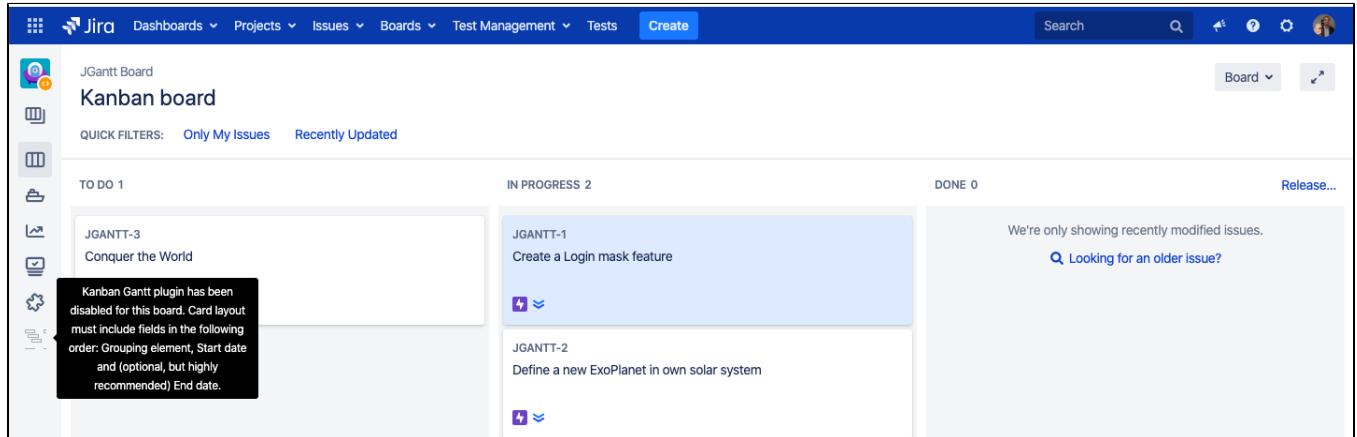 Jira Dashboards Projects Issues Boards Test Management Tests Create Search
JGantt Board
Kanban board
Board
QUICK FILTERS: Only My Issues Recently Updated
TO DO 1
IN PROGRESS 2
DONE 0
Release...
JGANTT-3
Conquer the World
JGANTT-1
Create a Login mask feature
JGANTT-2
Define a new ExoPlanet in own solar system
We're only showing recently modified issues.
Looking for an older issue?
Kanban Gantt plugin has been
disabled for this board. Card layout
must include fields in the following
order: Grouping element, Start date
and (optional, but highly
recommended) End date.